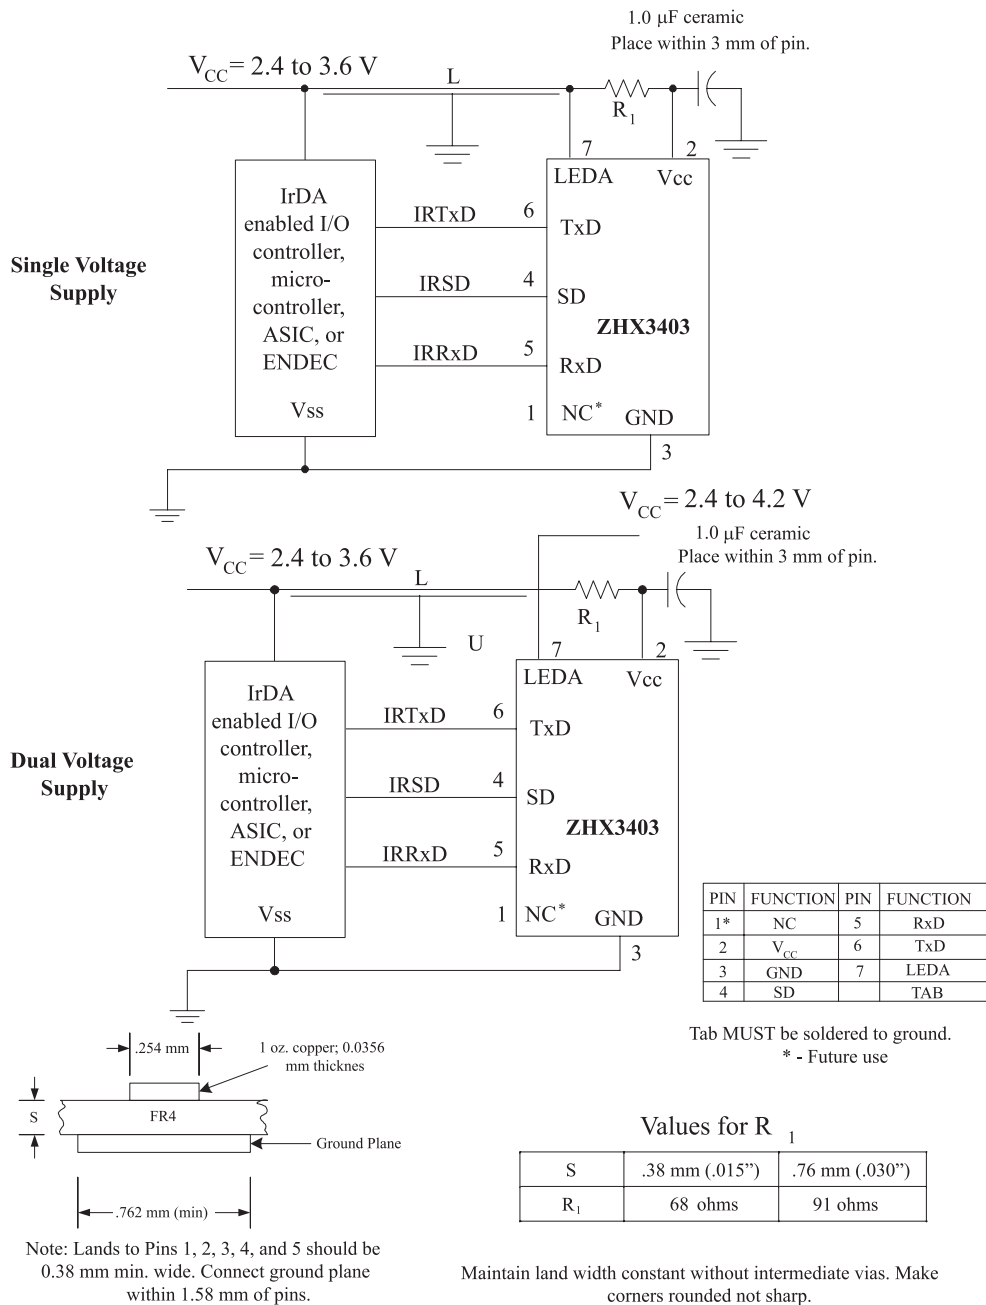 1.0 µF ceramic
Place within 3 mm of pin.
VCC= 2.4 to 3.6 V
L
R1
7
2
LEDA
Vcc
IrDA
enabled I/O
controller,
micro-
controller,
ASIC, or
ENDEC
Vss
IRTxD
6
TxD
Single Voltage
Supply
IRSD
4
SD
ZHX3403
IRRxD
5
RxD
1
NC*
GND
3
VCC= 2.4 to 4.2 V
1.0 µF ceramic
Place within 3 mm of pin.
VCC= 2.4 to 3.6 V
L
R1
U
7
2
LEDA
Vcc
IrDA
enabled I/O
controller,
micro-
controller,
ASIC, or
ENDEC
Vss
IRTxD
6
TxD
Dual Voltage
Supply
IRSD
4
SD
ZHX3403
IRRxD
5
RxD
1
NC*
GND
3
PIN FUNCTION PIN FUNCTION
1* NC 5 RxD
2 VCC 6 TxD
3 GND 7 LEDA
4 SD TAB
Tab MUST be soldered to ground.
* - Future use
.254 mm
1 oz. copper; 0.0356
mm thicknes
S
FR4
Ground Plane
.762 mm (min)
Note: Lands to Pins 1, 2, 3, 4, and 5 should be
0.38 mm min. wide. Connect ground plane
within 1.58 mm of pins.
Values for R 1
S .38 mm (.015”) .76 mm (.030”)
R1 68 ohms 91 ohms
Maintain land width constant without intermediate vias. Make
corners rounded not sharp.